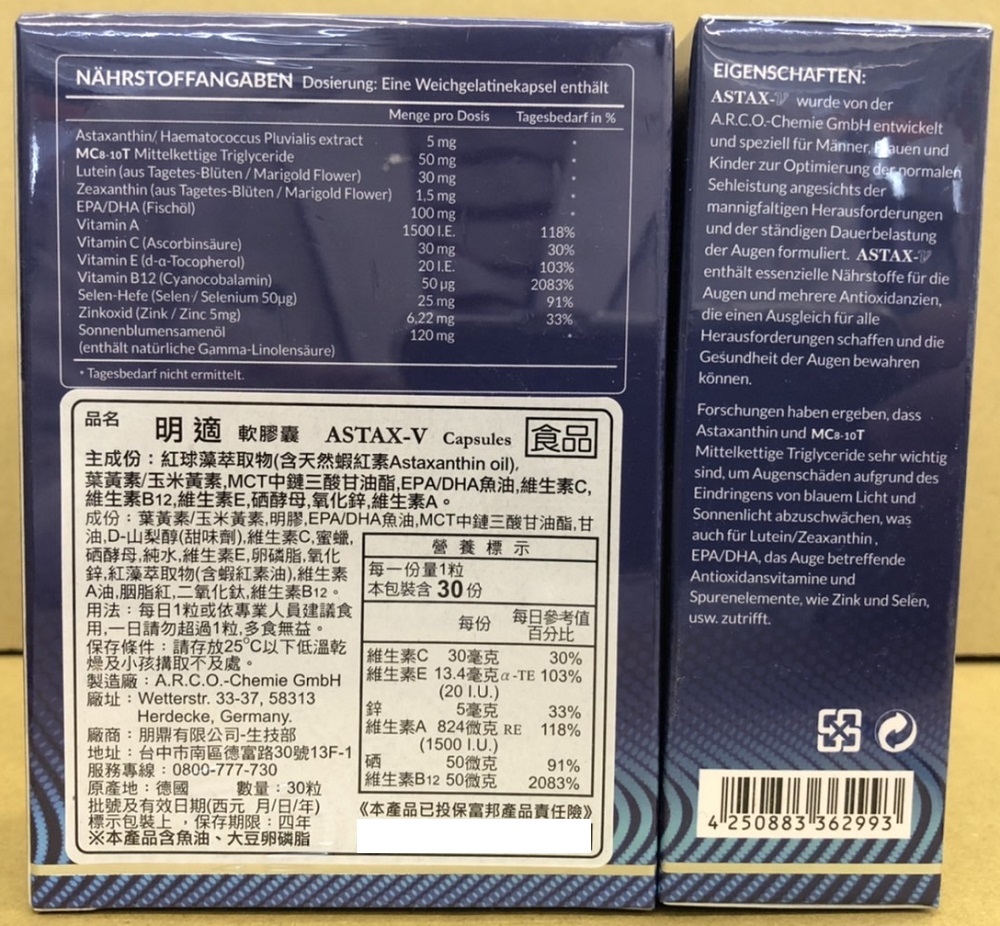 NÄHRSTOFFANGABEN Dosierung: Eine Weichgelatinekapsel enthält
Menge pro Dosis Tagesbedarf in %
Astaxanthin/ Haematococcus Pluvialis extract 5 mg *
MC8-10T Mittelkettige Triglyceride 50 mg *
Lutein (aus Tagetes-Blüten / Marigold Flower) 30 mg *
Zeaxanthin (aus Tagetes-Blüten / Marigold Flower) 1,5 mg *
EPA/DHA (Fischöl) 100 mg *
Vitamin A 1500 I.E. 118%
Vitamin C (Ascorbinsäure) 30 mg 30%
Vitamin E (d-α-Tocopherol) 20 I.E. 103%
Vitamin B12 (Cyanocobalamin) 50 µg 2083%
Selen-Hefe (Selen / Selenium 50µg) 25 mg 91%
Zinkoxid (Zink / Zinc 5mg) 6,22 mg 33%
Sonnenblumensamenöl 120 mg *
(enthält natürliche Gamma-Linolensäure)
* Tagesbedarf nicht ermittelt.
品名 明適 軟膠囊 ASTAX-V Capsules 食品
主成份：紅球藻萃取物(含天然蝦紅素Astaxanthin oil),
葉黃素/玉米黃素,MCT中鏈三酸甘油酯,EPA/DHA魚油,維生素C,
維生素B12,維生素E,硒酵母,氧化鋅,維生素A。
成份：葉黃素/玉米黃素,明膠,EPA/DHA魚油,MCT中鏈三酸甘油酯,甘
油,D-山梨醇(甜味劑),維生素C,蜜蠟,
硒酵母,純水,維生素E,卵磷脂,氧化
鋅,紅藻萃取物(含蝦紅素油),維生素
A油,胭脂紅,二氧化鈦,維生素B12。
用法：每日1粒或依專業人員建議食
用,一日請勿超過1粒,多食無益。
保存條件：請存放25°C以下低溫乾
燥及小孩搆取不及處。
製造廠：A.R.C.O.-Chemie GmbH
廠址：Wetterstr. 33-37, 58313
Herdecke, Germany.
廠商：朋鼎有限公司-生技部
地址：台中市南區德富路30號13F-1
服務專線：0800-777-730
原產地：德國 數量：30粒
批號及有效日期(西元 月/日/年)
標示包裝上，保存期限：四年
※本產品含魚油、大豆卵磷脂
營養標示
每一份量1粒
本包裝含30份
每份 每日參考值
百分比
維生素C 30毫克 30%
維生素E 13.4毫克α-TE 103%
(20 I.U.)
鋅 5毫克 33%
維生素A 824微克 RE 118%
(1500 I.U.)
硒 50微克 91%
維生素B12 50微克 2083%
《本產品已投保富邦產品責任險》
EIGENSCHAFTEN:
ASTAX-V wurde von der
A.R.C.O.-Chemie GmbH entwickelt
und speziell für Männer, Frauen und
Kinder zur Optimierung der normalen
Sehleistung angesichts der
mannigfaltigen Herausforderungen
und der ständigen Dauerbelastung
der Augen formuliert. ASTAX-V
enthält essenzielle Nährstoffe für die
Augen und mehrere Antioxidanzien,
die einen Ausgleich für alle
Herausforderungen schaffen und die
Gesundheit der Augen bewahren
können.
Forschungen haben ergeben, dass
Astaxanthin und MC8-10T
Mittelkettige Triglyceride sehr wichtig
sind, um Augenschäden aufgrund des
Eindringens von blauem Licht und
Sonnenlicht abzuschwächen, was
auch für Lutein/Zeaxanthin,
EPA/DHA, das Auge betreffende
Antioxidansvitamine und
Spurenelemente, wie Zink und Selen,
usw. zutrifft.
4 250883 362993